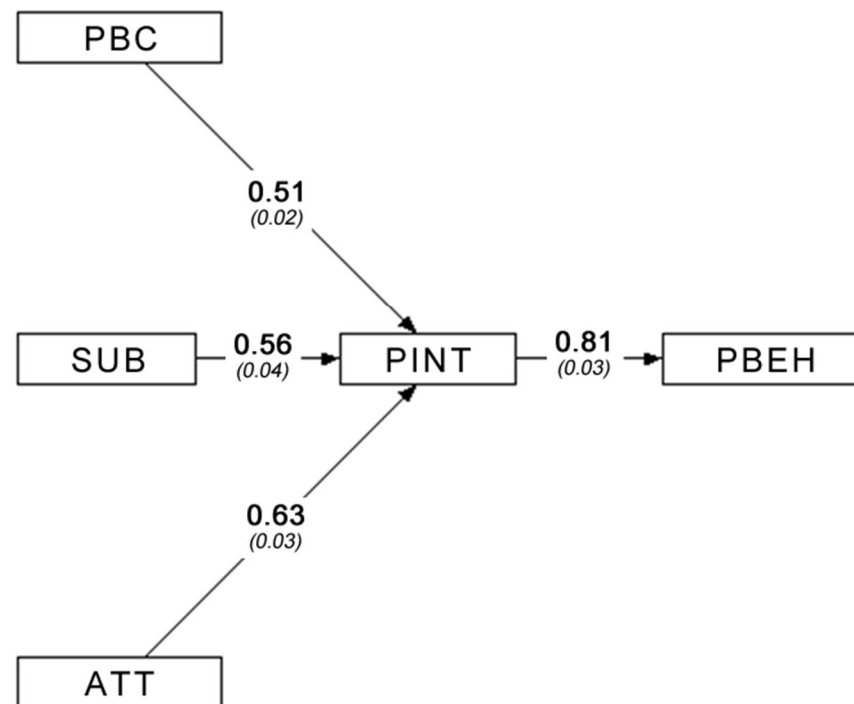 PBC
0.51
(0.02)
SUB
0.56
(0.04)
PINT
0.81
(0.03)
PBEH
0.63
(0.03)
ATT